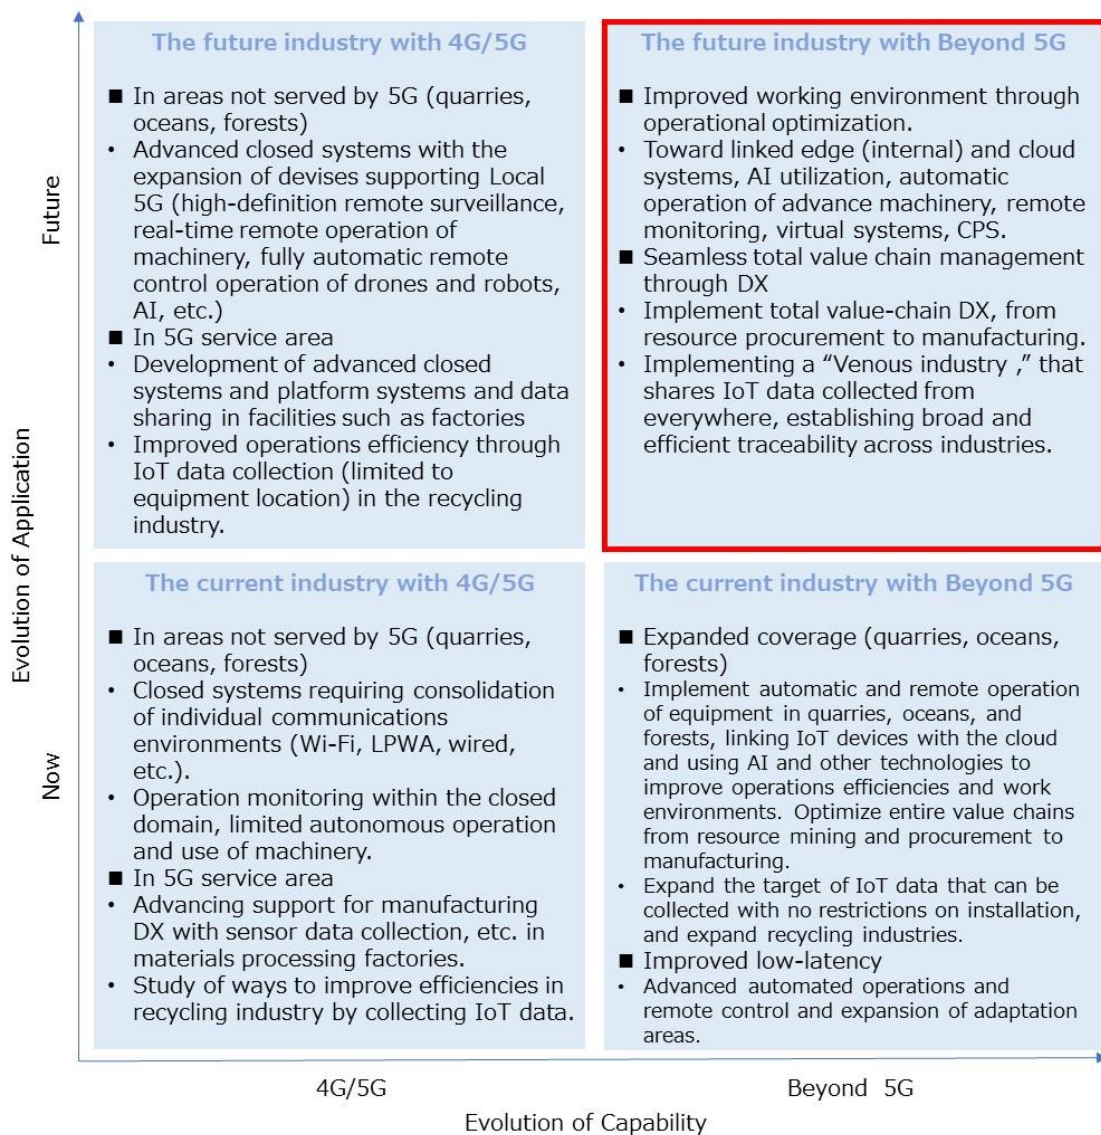 The future industry with 4G/5G
■ In areas not served by 5G (quarries,
oceans, forests)
• Advanced closed systems with the
expansion of devises supporting Local
5G (high-definition remote surveillance,
real-time remote operation of
machinery, fully automatic remote
control operation of drones and robots,
AI, etc.)
■ In 5G service area
• Development of advanced closed
systems and platform systems and data
sharing in facilities such as factories
• Improved operations efficiency through
IoT data collection (limited to
equipment location) in the recycling
industry.
The future industry with Beyond 5G
■ Improved working environment through
operational optimization.
• Toward linked edge (internal) and cloud
systems, AI utilization, automatic
operation of advance machinery, remote
monitoring, virtual systems, CPS.
■ Seamless total value chain management
through DX
• Implement total value-chain DX, from
resource procurement to manufacturing.
• Implementing a “Venous industry ,” that
shares IoT data collected from
everywhere, establishing broad and
efficient traceability across industries.
The current industry with 4G/5G
■ In areas not served by 5G (quarries,
oceans, forests)
• Closed systems requiring consolidation
of individual communications
environments (Wi-Fi, LPWA, wired,
etc.).
• Operation monitoring within the closed
domain, limited autonomous operation
and use of machinery.
■ In 5G service area
• Advancing support for manufacturing
DX with sensor data collection, etc. in
materials processing factories.
• Study of ways to improve efficiencies in
recycling industry by collecting IoT data.
The current industry with Beyond 5G
■ Expanded coverage (quarries, oceans,
forests)
• Implement automatic and remote operation
of equipment in quarries, oceans, and
forests, linking IoT devices with the cloud
and using AI and other technologies to
improve operations efficiencies and work
environments. Optimize entire value chains
from resource mining and procurement to
manufacturing.
• Expand the target of IoT data that can be
collected with no restrictions on installation,
and expand recycling industries.
■ Improved low-latency
• Advanced automated operations and
remote control and expansion of adaptation
areas.
Future
Now
Evolution of Application
4G/5G
Beyond 5G
Evolution of Capability